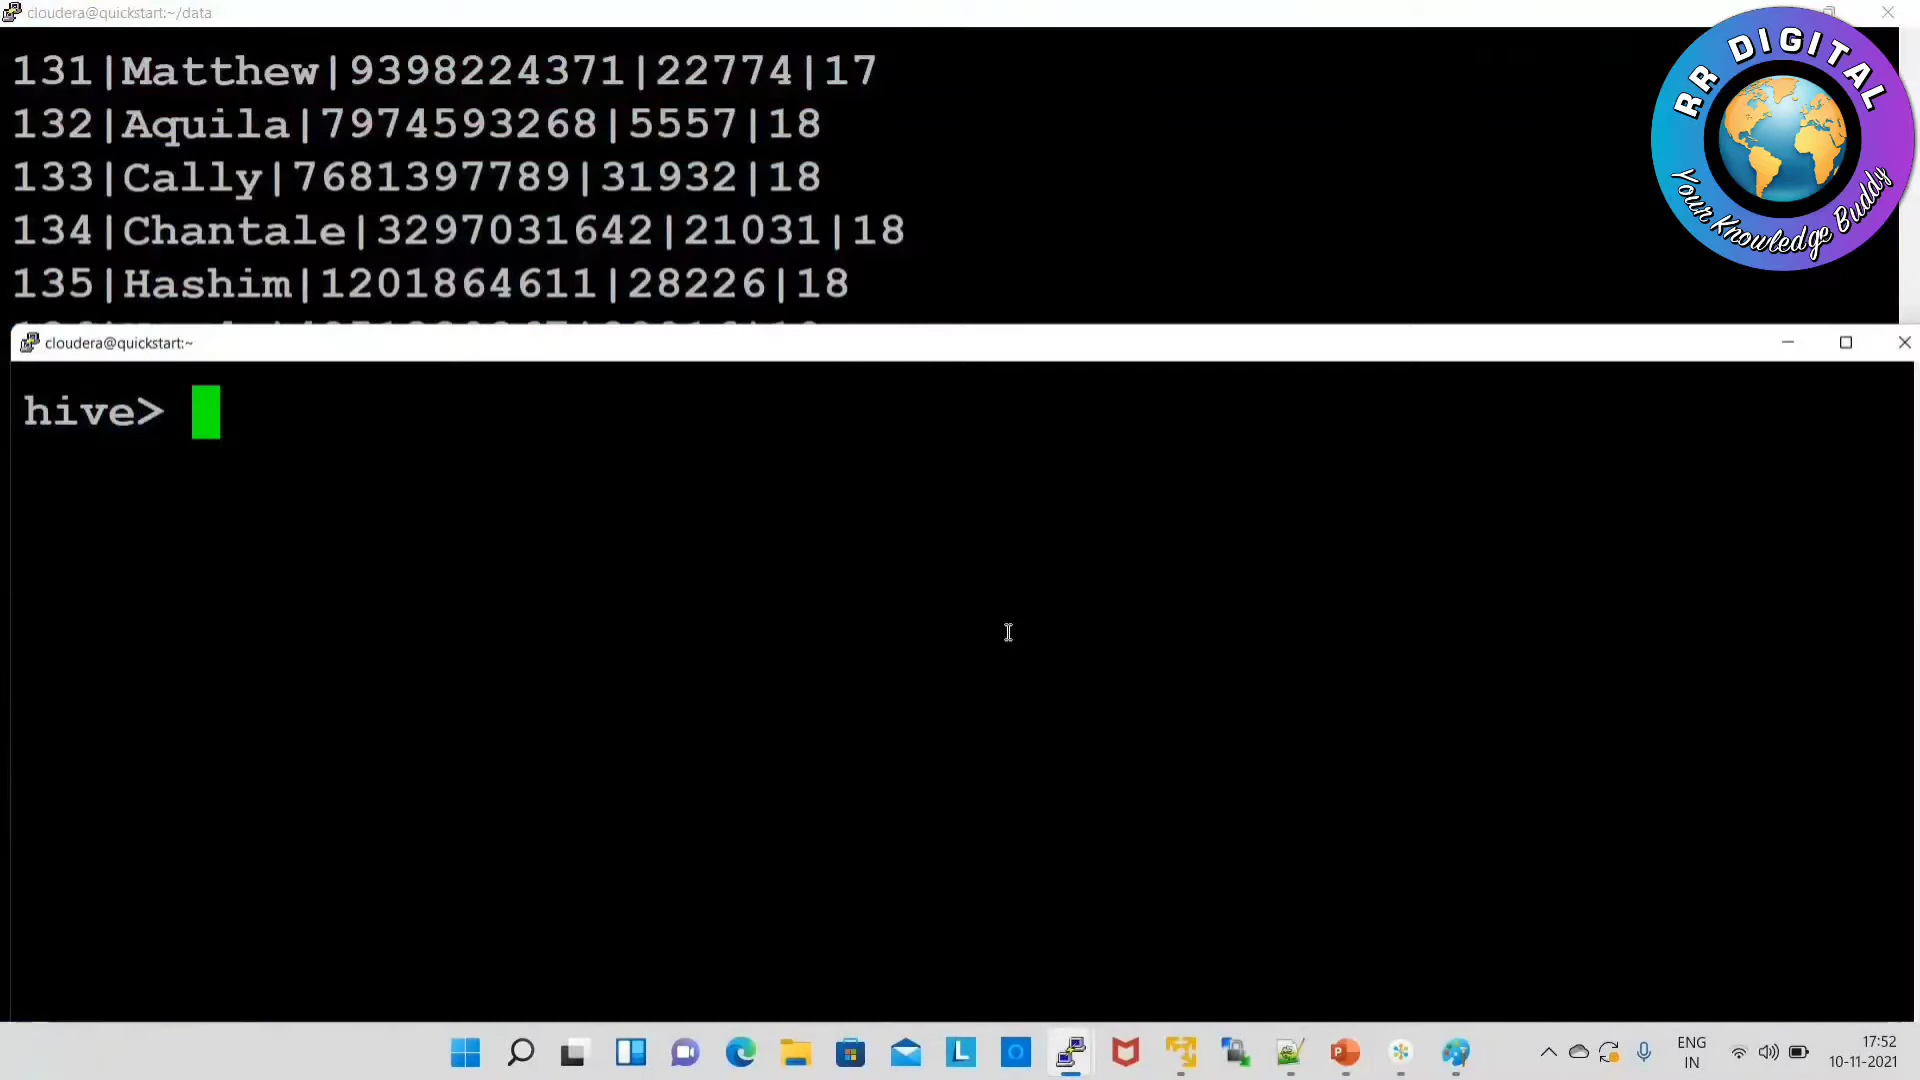 cloudera@quickstart:~/data
131|Matthew|9398224371|22774|17
132|Aquila|7974593268|5557|18
133|Cally|7681397789|31932|18
134|Chantale|3297031642|21031|18
135|Hashim|1201864611|28226|18
RR DIGITAL
Your Knowledge Buddy
cloudera@quickstart:~
hive>
ENG
IN
17:52
10-11-2021